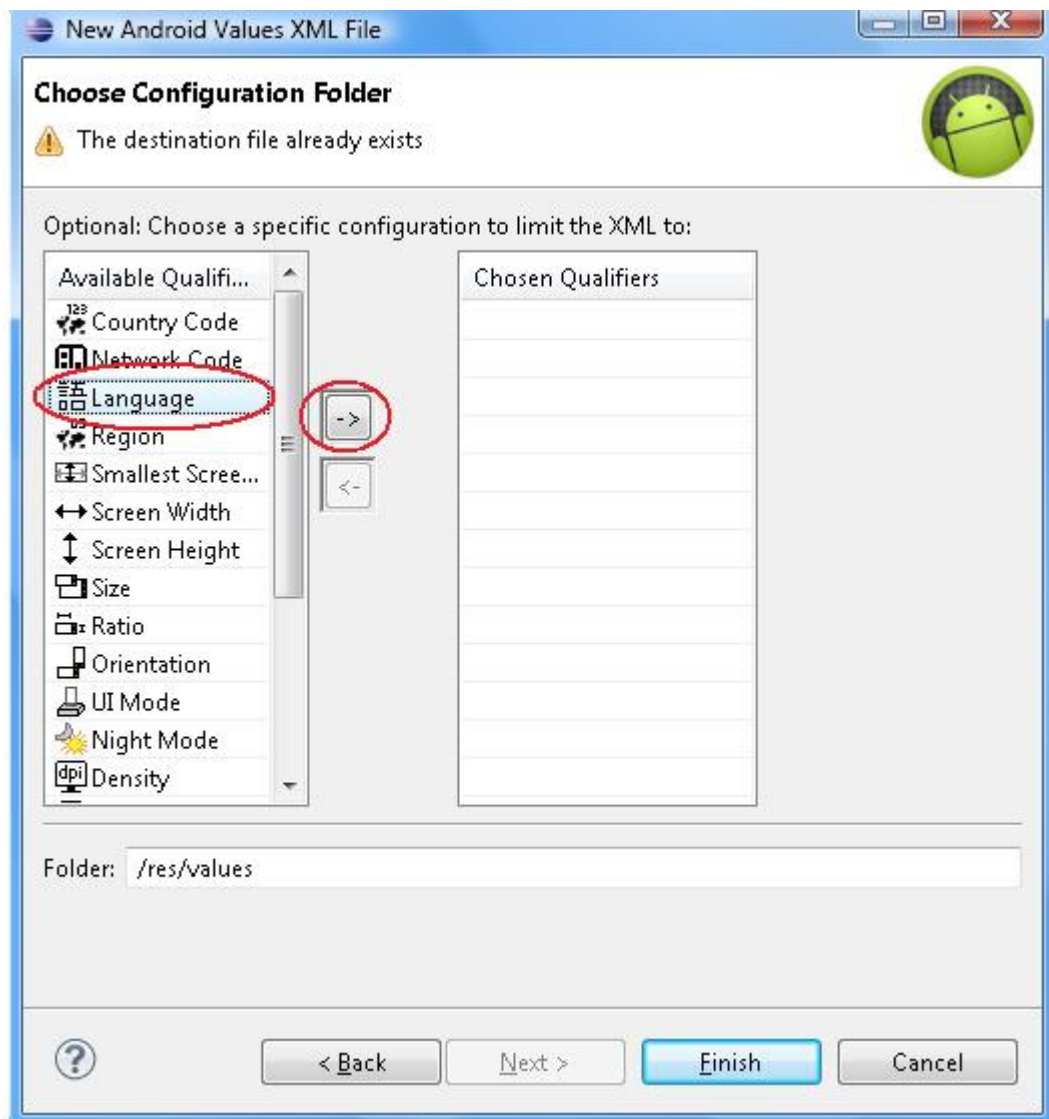 New Android Values XML File
Choose Configuration Folder
The destination file already exists
Optional: Choose a specific configuration to limit the XML to:
Available Qualifi...
Chosen Qualifiers
123
Country Code
Network Code
Language
Region
Smallest Scree...
Screen Width
Screen Height
Size
Ratio
Orientation
UI Mode
Night Mode
dpi Density
->
<-
Folder: /res/values
?
< Back
Next >
Finish
Cancel